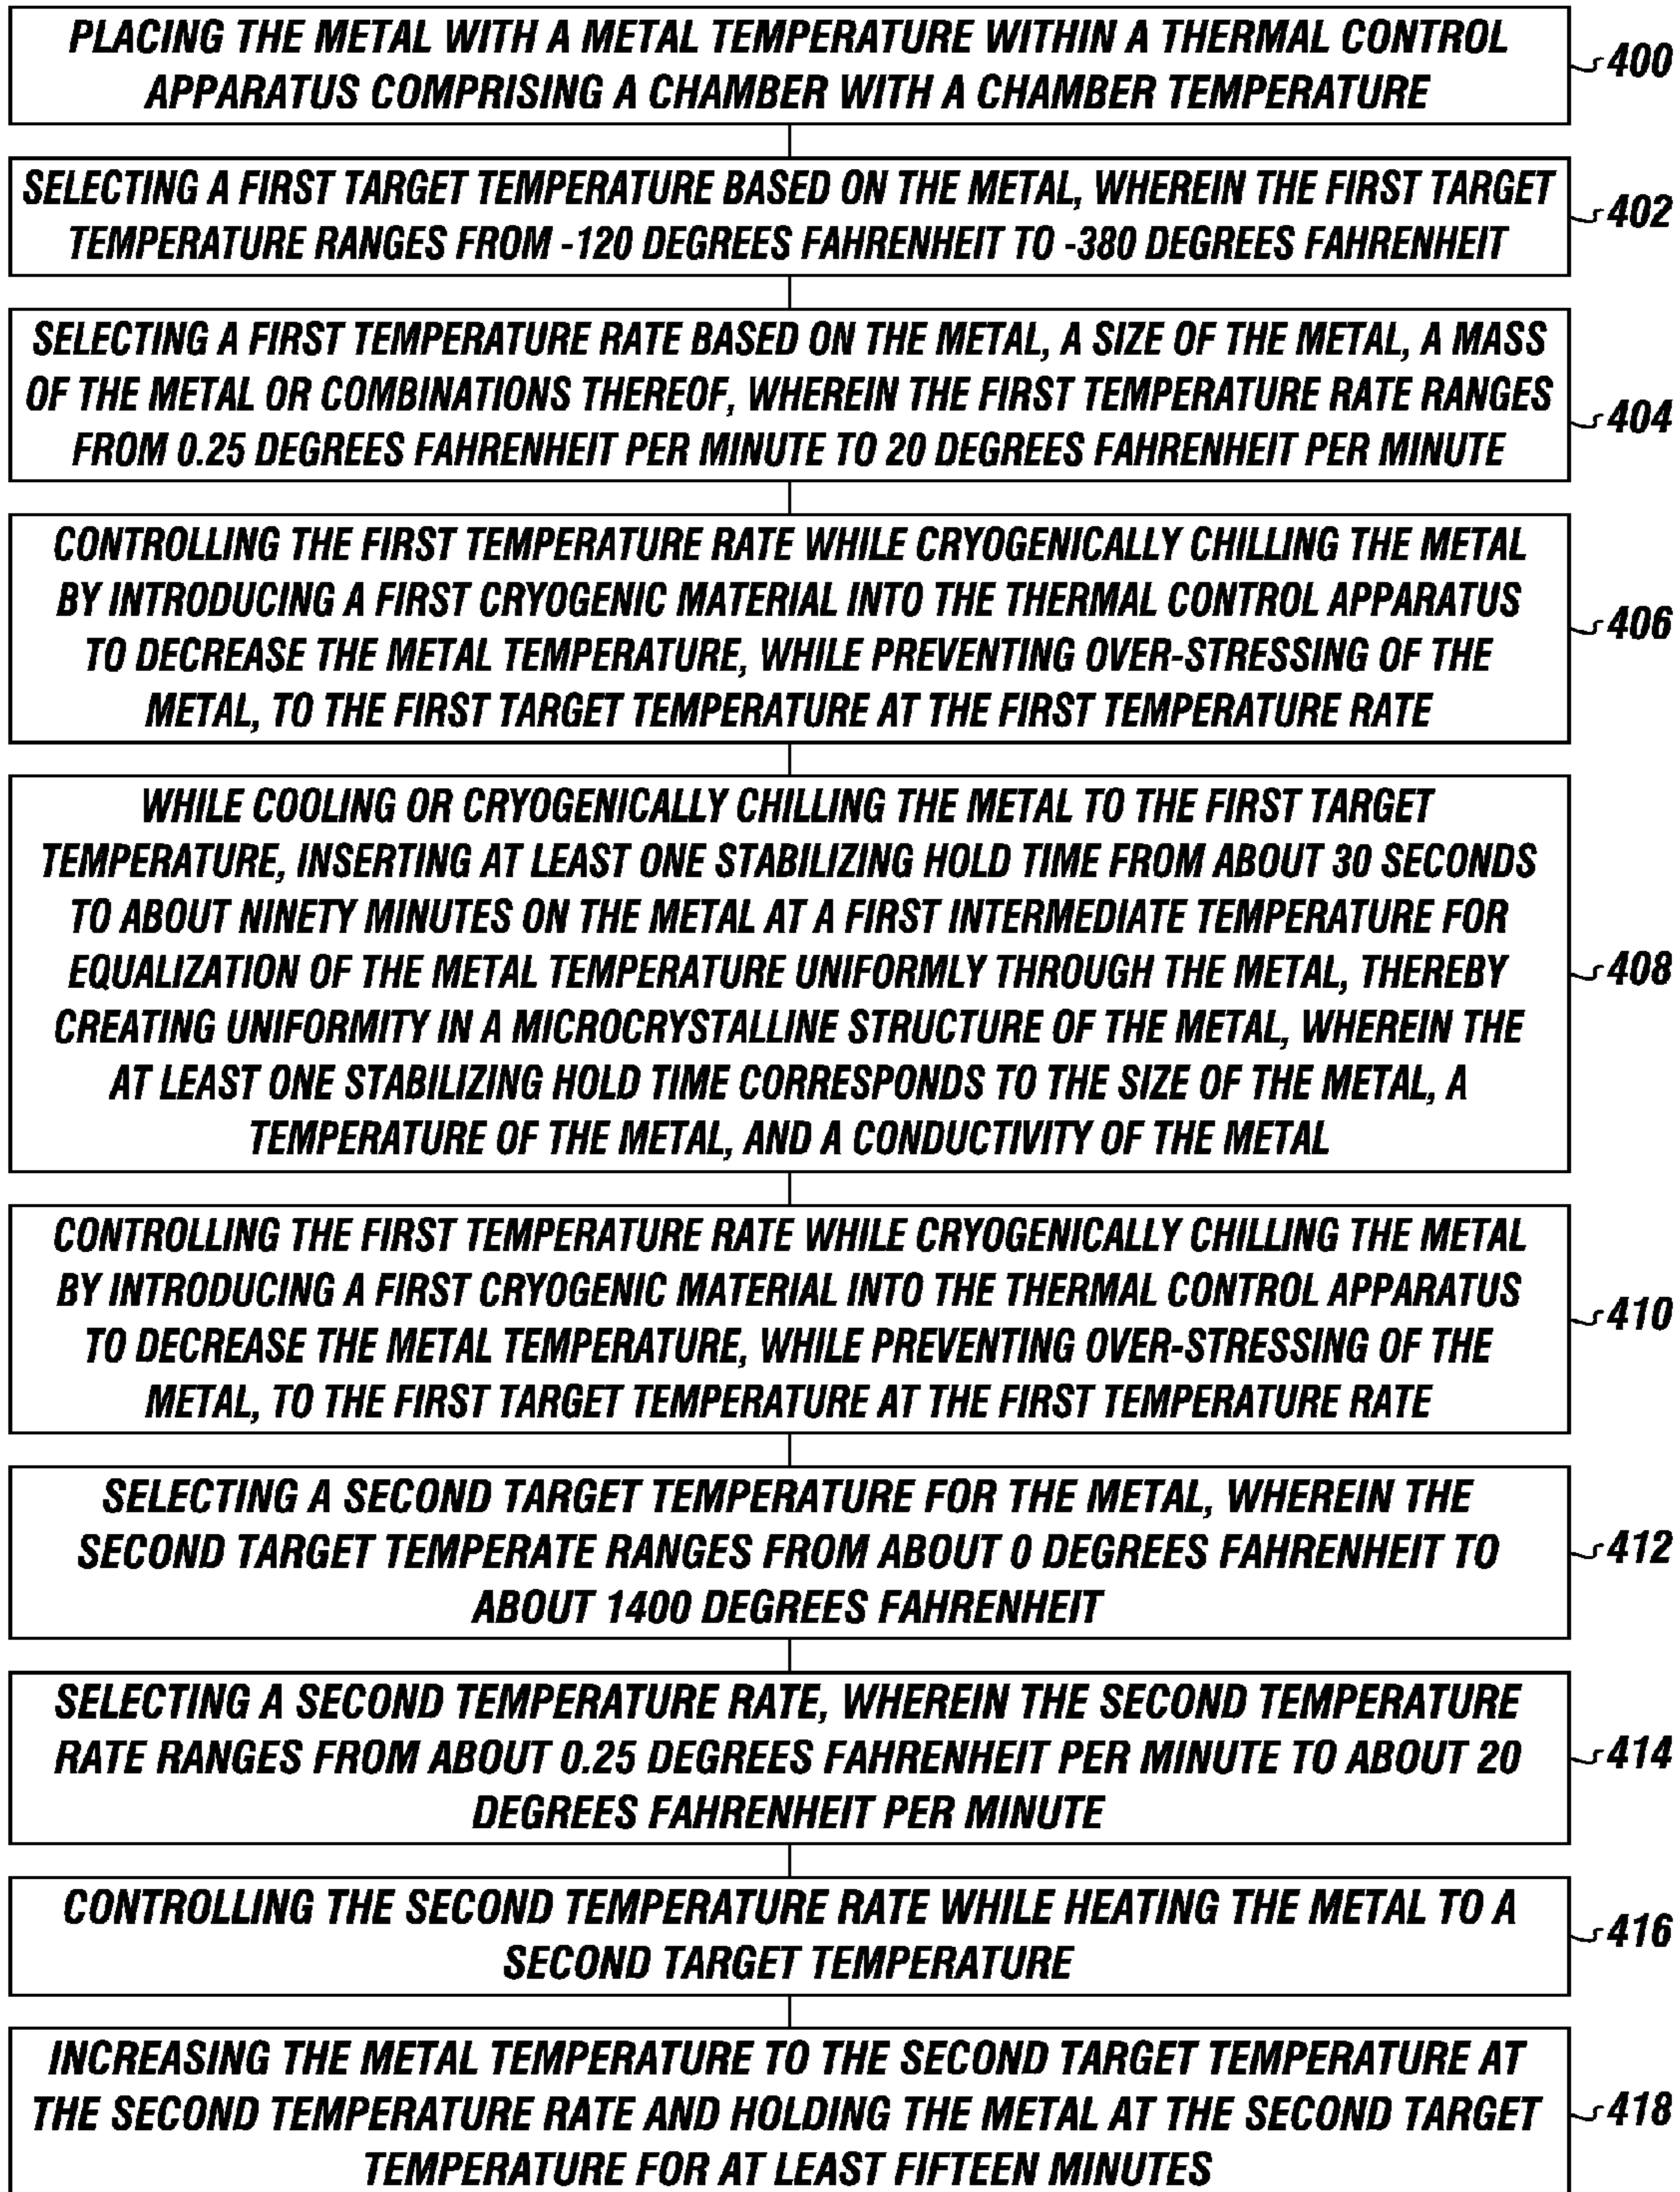 PLACING THE METAL WITH A METAL TEMPERATURE WITHIN A THERMAL CONTROL
APPARATUS COMPRISING A CHAMBER WITH A CHAMBER TEMPERATURE
400
SELECTING A FIRST TARGET TEMPERATURE BASED ON THE METAL, WHEREIN THE FIRST TARGET
TEMPERATURE RANGES FROM -120 DEGREES FAHRENHEIT TO -380 DEGREES FAHRENHEIT
402
SELECTING A FIRST TEMPERATURE RATE BASED ON THE METAL, A SIZE OF THE METAL, A MASS
OF THE METAL OR COMBINATIONS THEREOF, WHEREIN THE FIRST TEMPERATURE RATE RANGES
FROM 0.25 DEGREES FAHRENHEIT PER MINUTE TO 20 DEGREES FAHRENHEIT PER MINUTE
404
CONTROLLING THE FIRST TEMPERATURE RATE WHILE CRYOGENICALLY CHILLING THE METAL
BY INTRODUCING A FIRST CRYOGENIC MATERIAL INTO THE THERMAL CONTROL APPARATUS
TO DECREASE THE METAL TEMPERATURE, WHILE PREVENTING OVER-STRESSING OF THE
METAL, TO THE FIRST TARGET TEMPERATURE AT THE FIRST TEMPERATURE RATE
406
WHILE COOLING OR CRYOGENICALLY CHILLING THE METAL TO THE FIRST TARGET
TEMPERATURE, INSERTING AT LEAST ONE STABILIZING HOLD TIME FROM ABOUT 30 SECONDS
TO ABOUT NINETY MINUTES ON THE METAL AT A FIRST INTERMEDIATE TEMPERATURE FOR
EQUALIZATION OF THE METAL TEMPERATURE UNIFORMLY THROUGH THE METAL, THEREBY
CREATING UNIFORMITY IN A MICROCRYSTALLINE STRUCTURE OF THE METAL, WHEREIN THE
AT LEAST ONE STABILIZING HOLD TIME CORRESPONDS TO THE SIZE OF THE METAL, A
TEMPERATURE OF THE METAL, AND A CONDUCTIVITY OF THE METAL
408
CONTROLLING THE FIRST TEMPERATURE RATE WHILE CRYOGENICALLY CHILLING THE METAL
BY INTRODUCING A FIRST CRYOGENIC MATERIAL INTO THE THERMAL CONTROL APPARATUS
TO DECREASE THE METAL TEMPERATURE, WHILE PREVENTING OVER-STRESSING OF THE
METAL, TO THE FIRST TARGET TEMPERATURE AT THE FIRST TEMPERATURE RATE
410
SELECTING A SECOND TARGET TEMPERATURE FOR THE METAL, WHEREIN THE
SECOND TARGET TEMPERATE RANGES FROM ABOUT 0 DEGREES FAHRENHEIT TO
ABOUT 1400 DEGREES FAHRENHEIT
412
SELECTING A SECOND TEMPERATURE RATE, WHEREIN THE SECOND TEMPERATURE
RATE RANGES FROM ABOUT 0.25 DEGREES FAHRENHEIT PER MINUTE TO ABOUT 20
DEGREES FAHRENHEIT PER MINUTE
414
CONTROLLING THE SECOND TEMPERATURE RATE WHILE HEATING THE METAL TO A
SECOND TARGET TEMPERATURE
416
INCREASING THE METAL TEMPERATURE TO THE SECOND TARGET TEMPERATURE AT
THE SECOND TEMPERATURE RATE AND HOLDING THE METAL AT THE SECOND TARGET
TEMPERATURE FOR AT LEAST FIFTEEN MINUTES
418